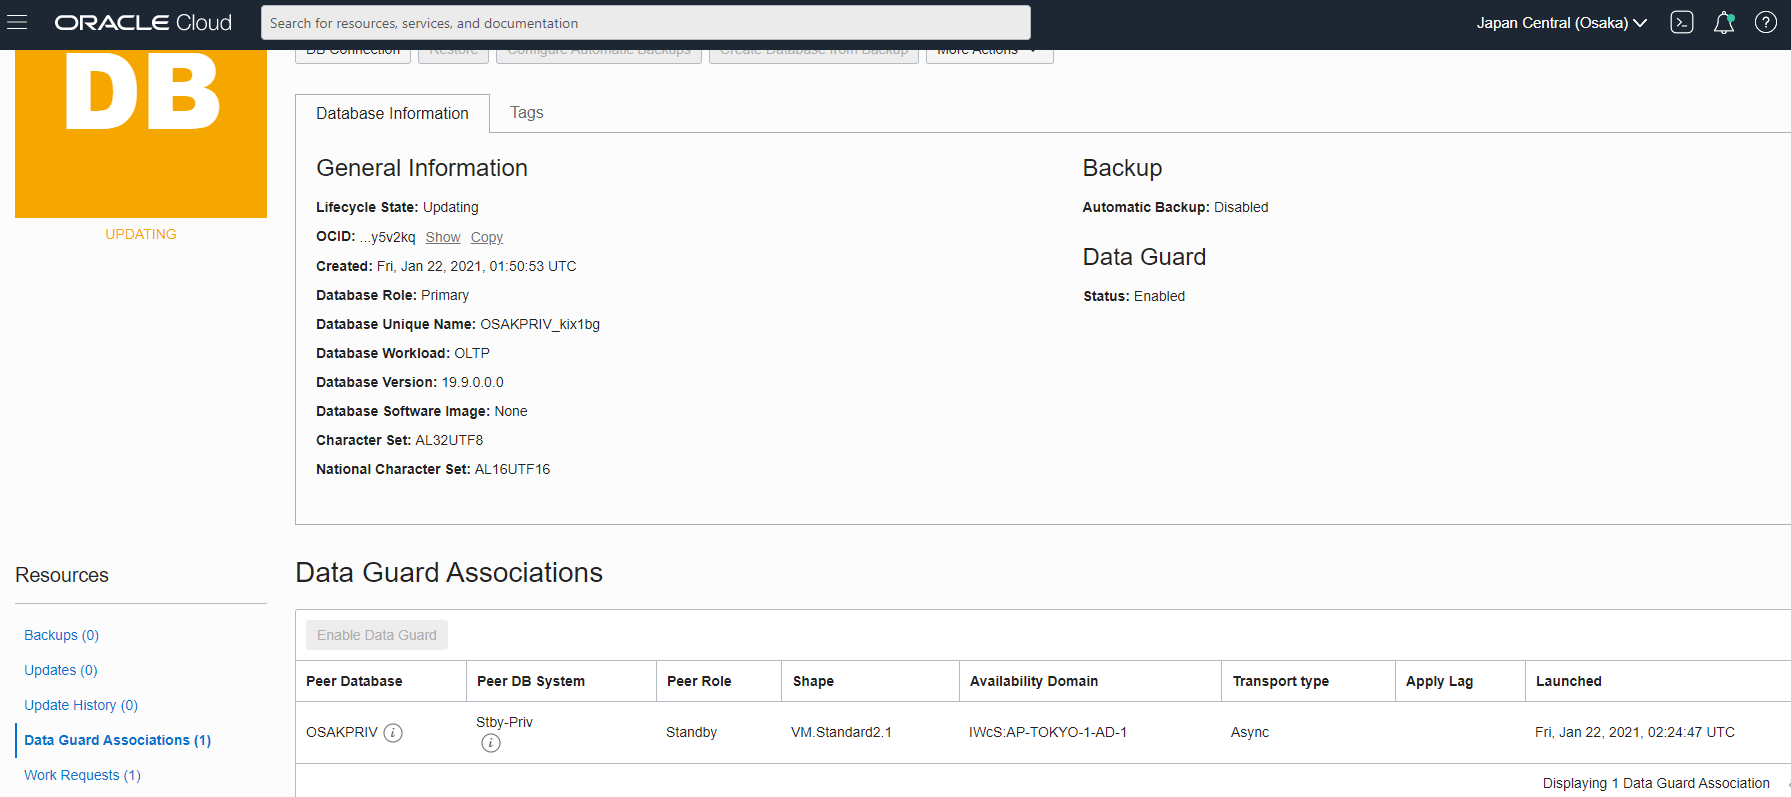 ORACLE Cloud
Search for resources, services, and documentation
Japan Central (Osaka)
DB Connection
Restore
Configure Automatic Backups
Create Database from Backup
More Actions
DB
UPDATING
Database Information
Tags
General Information
Lifecycle State: Updating
OCID: ...y5v2kq Show Copy
Created: Fri, Jan 22, 2021, 01:50:53 UTC
Database Role: Primary
Database Unique Name: OSAKPRIV_kix1bg
Database Workload: OLTP
Database Version: 19.9.0.0.0
Database Software Image: None
Character Set: AL32UTF8
National Character Set: AL16UTF16
Backup
Automatic Backup: Disabled
Data Guard
Status: Enabled
Resources
Backups (0)
Updates (0)
Update History (0)
Data Guard Associations (1)
Work Requests (1)
Data Guard Associations
Enable Data Guard
Peer Database Peer DB System Peer Role Shape Availability Domain Transport type Apply Lag Launched
OSAKPRIV Stby-Priv Standby VM.Standard2.1 IWcS:AP-TOKYO-1-AD-1 Async Fri, Jan 22, 2021, 02:24:47 UTC
Displaying 1 Data Guard Association